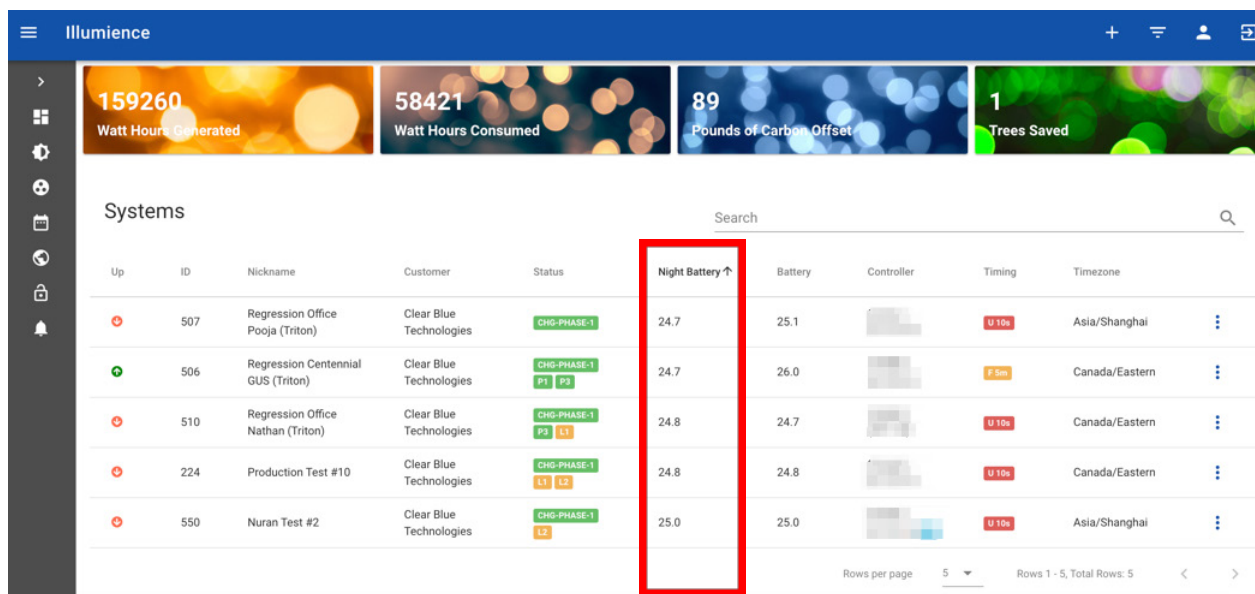 Illumience
159260
Watt Hours Generated
58421
Watt Hours Consumed
89
Pounds of Carbon Offset
1
Trees Saved
Systems
Search
Up ID Nickname Customer Status Night Battery Battery Controller Timing Timezone
507 Regression Office Pooja (Triton) Clear Blue Technologies CHG-PHASE-1 24.7 25.1 U 10s Asia/Shanghai
506 Regression Centennial GUS (Triton) Clear Blue Technologies CHG-PHASE-1 P1 P3 24.7 26.0 F 5m Canada/Eastern
510 Regression Office Nathan (Triton) Clear Blue Technologies CHG-PHASE-1 P3 L1 24.8 24.7 U 10s Canada/Eastern
224 Production Test #10 Clear Blue Technologies CHG-PHASE-1 L1 L2 24.8 24.8 U 10s Canada/Eastern
550 Nuran Test #2 Clear Blue Technologies CHG-PHASE-1 L2 25.0 25.0 U 10s Asia/Shanghai
Rows per page 5 Rows 1 - 5, Total Rows: 5